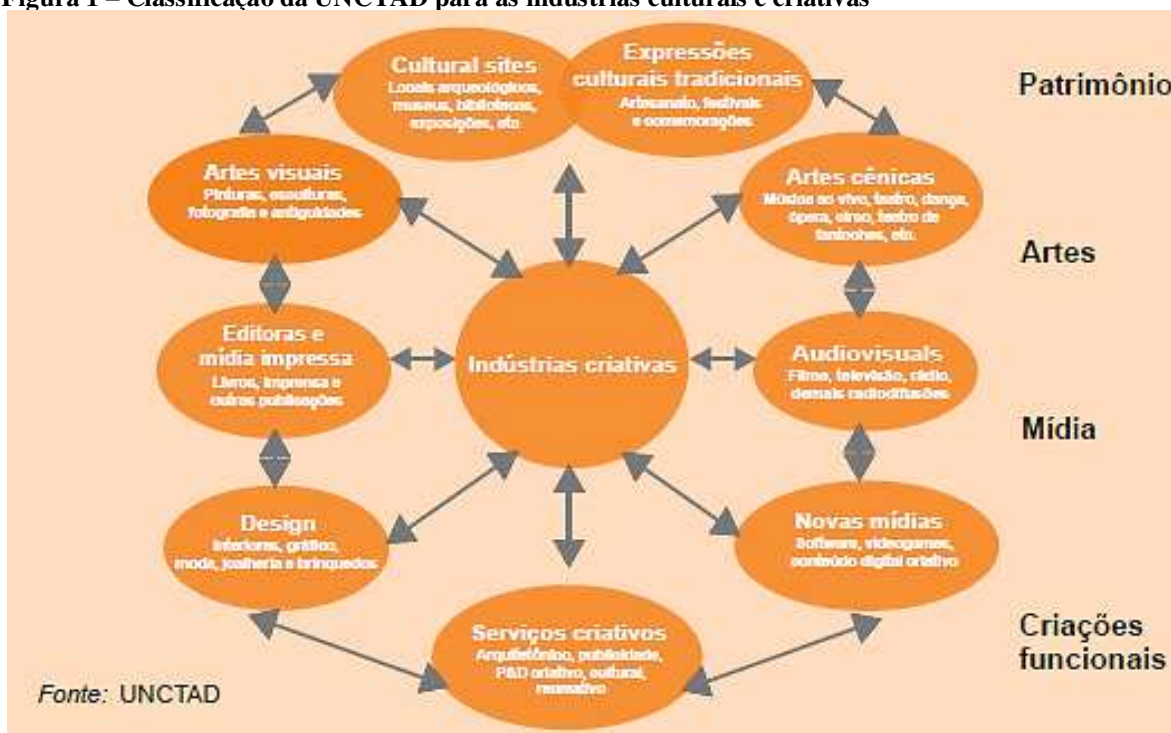 Figura 1 – Classificação da UNCTAD para as indústrias culturais e criativas
Cultural sites
Locais arqueológicos,
museus, bibliotecas,
exposições, etc
Expressões
culturais tradicionais
Artesanato, festivais
e comemorações
Patrimônio
Artes visuais
Pinturas, esculturas,
fotografia e antiguidades
Artes cênicas
Música ao vivo, teatro, dança,
ópera, circo, teatro de
fantoches, etc.
Artes
Editoras e
mídia impressa
Livros, imprensa e
outras publicações
Indústrias criativas
Audiovisuals
Filme, televisão, rádio,
demais radiodifusões
Mídia
Design
Interiores, gráfico,
moda, joalheria e brinquedos
Novas mídias
Software, videogames,
conteúdo digital criativo
Serviços criativos
Arquitetônico, publicidade,
P&D criativo, cultural,
recreativo
Criações
funcionais
Fonte: UNCTAD